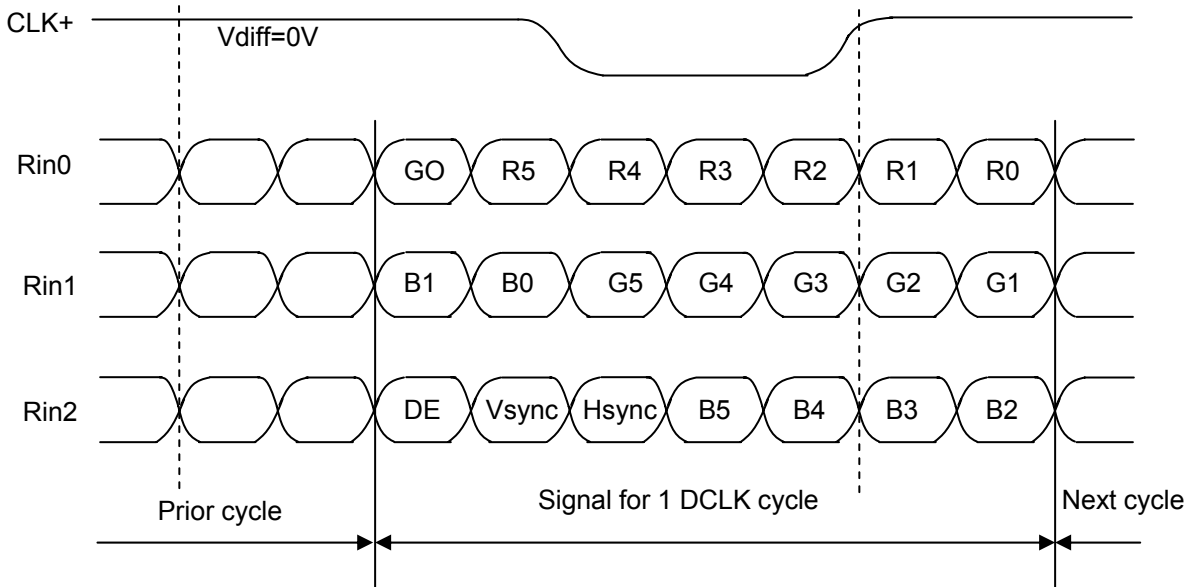 CLK+
Vdiff=0V
Rin0
GO R5 R4 R3 R2 R1 R0
Rin1
B1 B0 G5 G4 G3 G2 G1
Rin2
DE Vsync Hsync B5 B4 B3 B2
Prior cycle
Signal for 1 DCLK cycle
Next cycle